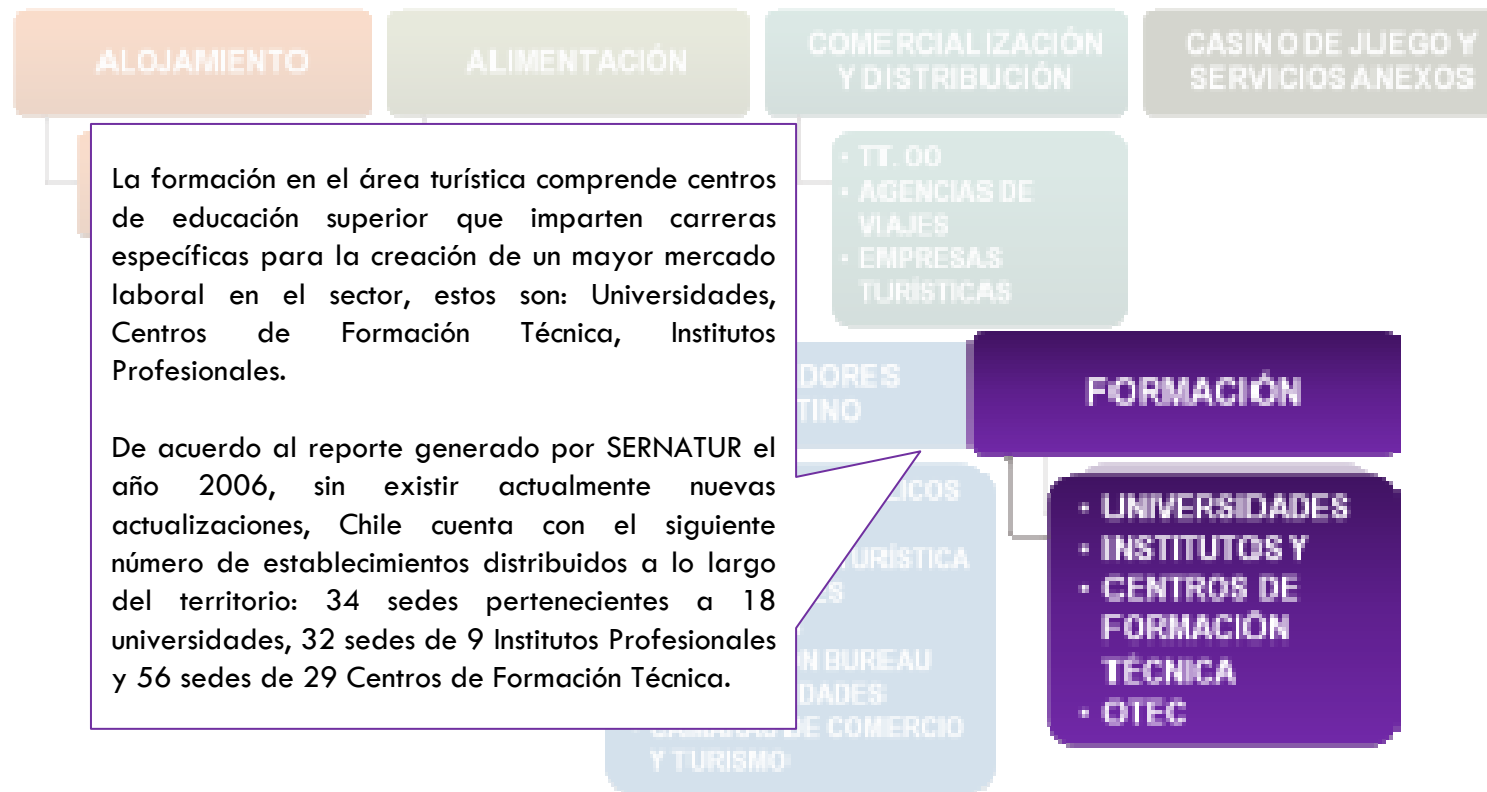 ALOJAMIENTO
ALIMENTACIÓN
COMERCIALIZACIÓN
Y DISTRIBUCIÓN
CASINO DE JUEGO Y
SERVICIOS ANEXOS
• TT. OO
• AGENCIAS DE
VIAJES
• EMPRESAS
TURÍSTICAS
La formación en el área turística comprende centros
de educación superior que imparten carreras
específicas para la creación de un mayor mercado
laboral en el sector, estos son: Universidades,
Centros de Formación Técnica, Institutos
Profesionales.
De acuerdo al reporte generado por SERNATUR el
año 2006, sin existir actualmente nuevas
actualizaciones, Chile cuenta con el siguiente
número de establecimientos distribuidos a lo largo
del territorio: 34 sedes pertenecientes a 18
universidades, 32 sedes de 9 Institutos Profesionales
y 56 sedes de 29 Centros de Formación Técnica.
FORMACIÓN
• UNIVERSIDADES
• INSTITUTOS Y
• CENTROS DE
FORMACIÓN
TÉCNICA
• OTEC
BUREAU
DE COMERCIO
Y TURISMO